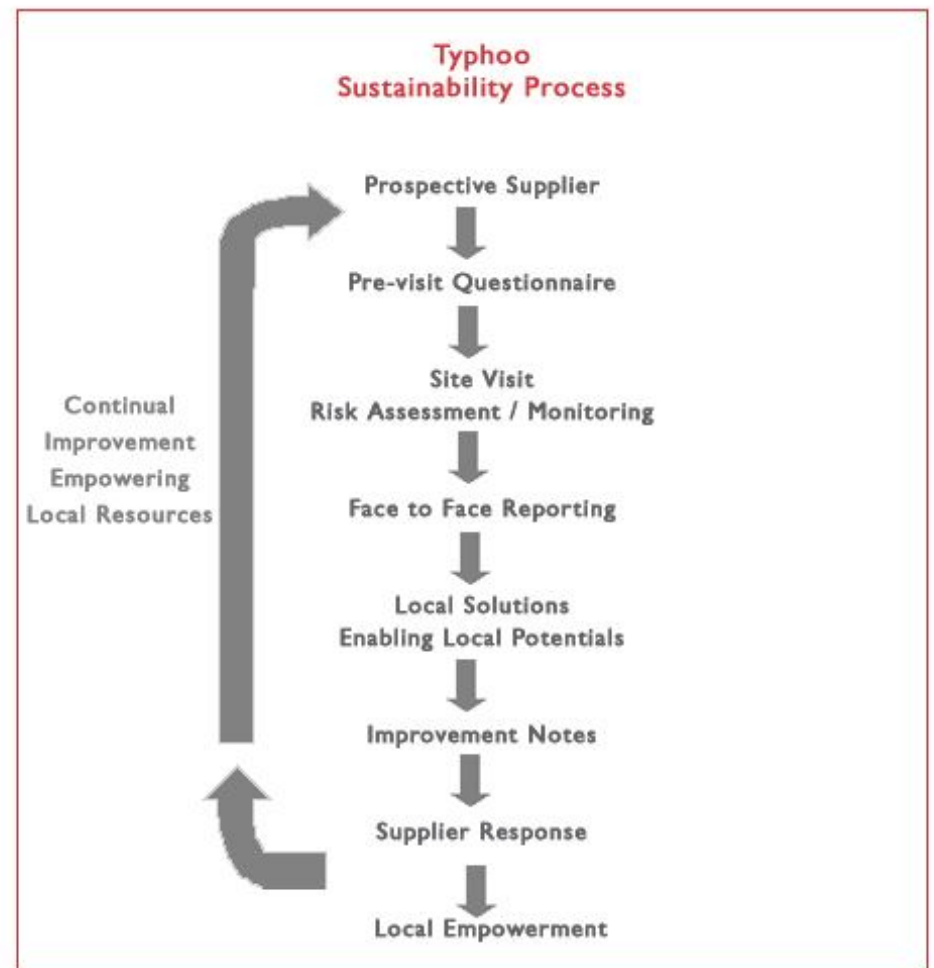 Typhoo
Sustainability Process
Prospective Supplier
Pre-visit Questionnaire
Site Visit
Risk Assessment / Monitoring
Face to Face Reporting
Local Solutions
Enabling Local Potentials
Improvement Notes
Supplier Response
Local Empowerment
Continual
Improvement
Empowering
Local Resources